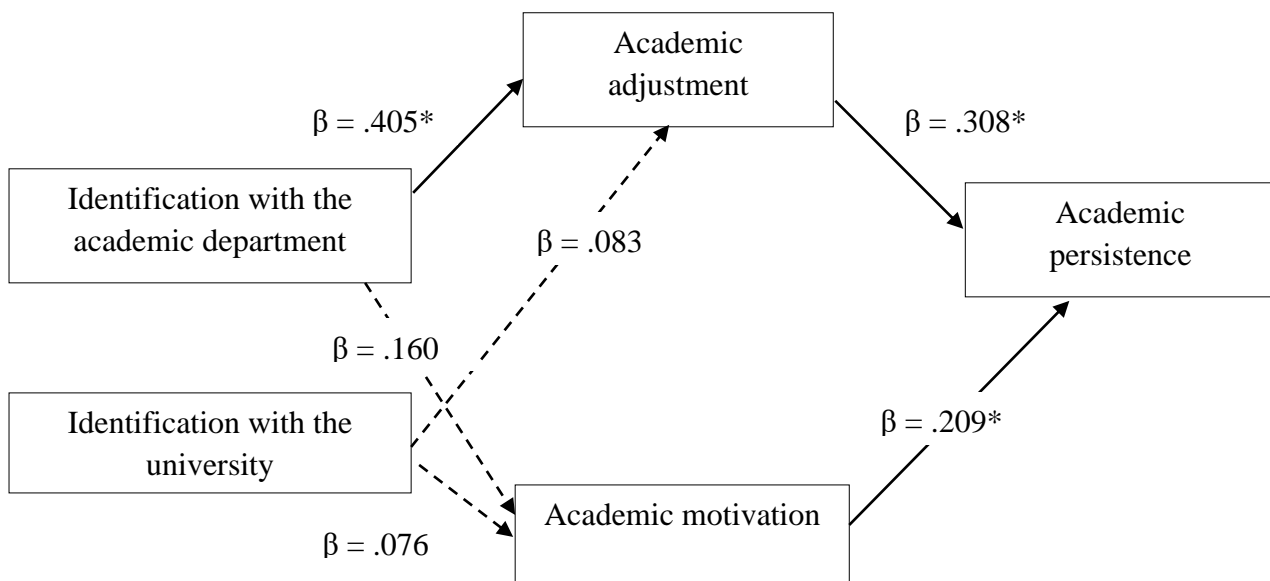 Academic
adjustment
β = .405*
β = .308*
Identification with the
academic department
Academic
persistence
β = .083
β = .160
Identification with the
university
β = .209*
Academic motivation
β = .076